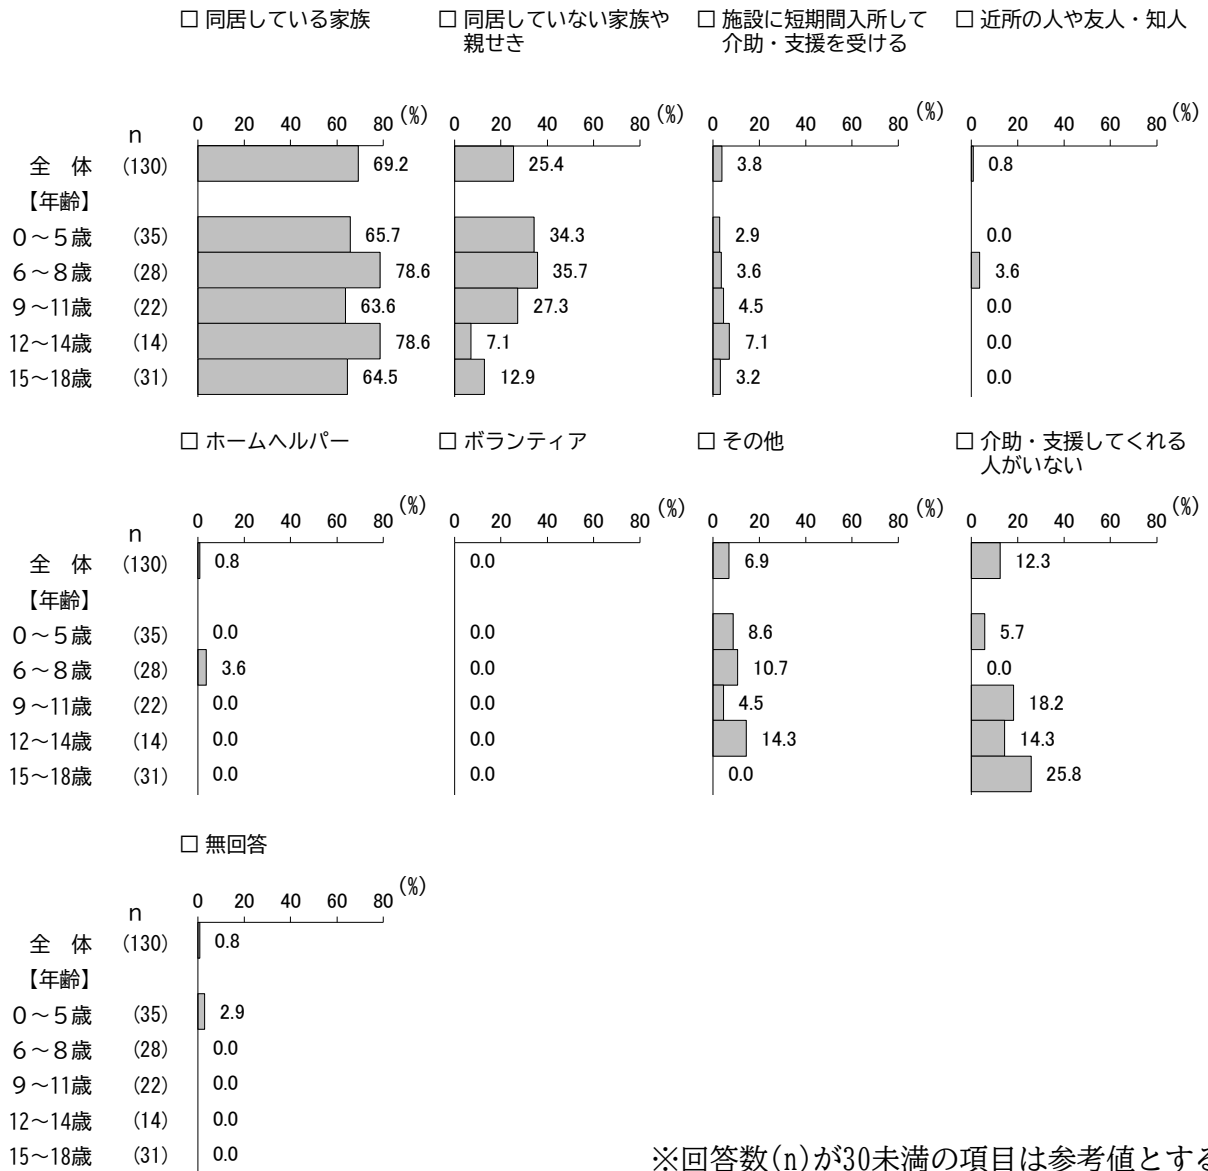 □ 同居している家族
□ 同居していない家族や
親せき
□ 施設に短期間入所して
介助・支援を受ける
□ 近所の人や友人・知人
n 0 20 40 60 80 (%) 0 20 40 60 80 (%) 0 20 40 60 80 (%) 0 20 40 60 80 (%)
全 体 (130) 69.2 25.4 3.8 0.8
【年齢】
0～5歳 (35) 65.7 34.3 2.9 0.0
6～8歳 (28) 78.6 35.7 3.6 3.6
9～11歳 (22) 63.6 27.3 4.5 0.0
12～14歳 (14) 78.6 7.1 7.1 0.0
15～18歳 (31) 64.5 12.9 3.2 0.0
□ ホームヘルパー
□ ボランティア
□ その他
□ 介助・支援してくれる
人がいない
n 0 20 40 60 80 (%) 0 20 40 60 80 (%) 0 20 40 60 80 (%) 0 20 40 60 80 (%)
全 体 (130) 0.8 0.0 6.9 12.3
【年齢】
0～5歳 (35) 0.0 0.0 8.6 5.7
6～8歳 (28) 3.6 0.0 10.7 0.0
9～11歳 (22) 0.0 0.0 4.5 18.2
12～14歳 (14) 0.0 0.0 14.3 14.3
15～18歳 (31) 0.0 0.0 0.0 25.8
□ 無回答
n 0 20 40 60 80 (%)
全 体 (130) 0.8
【年齢】
0～5歳 (35) 2.9
6～8歳 (28) 0.0
9～11歳 (22) 0.0
12～14歳 (14) 0.0
15～18歳 (31) 0.0
※回答数(n)が30未満の項目は参考値とする